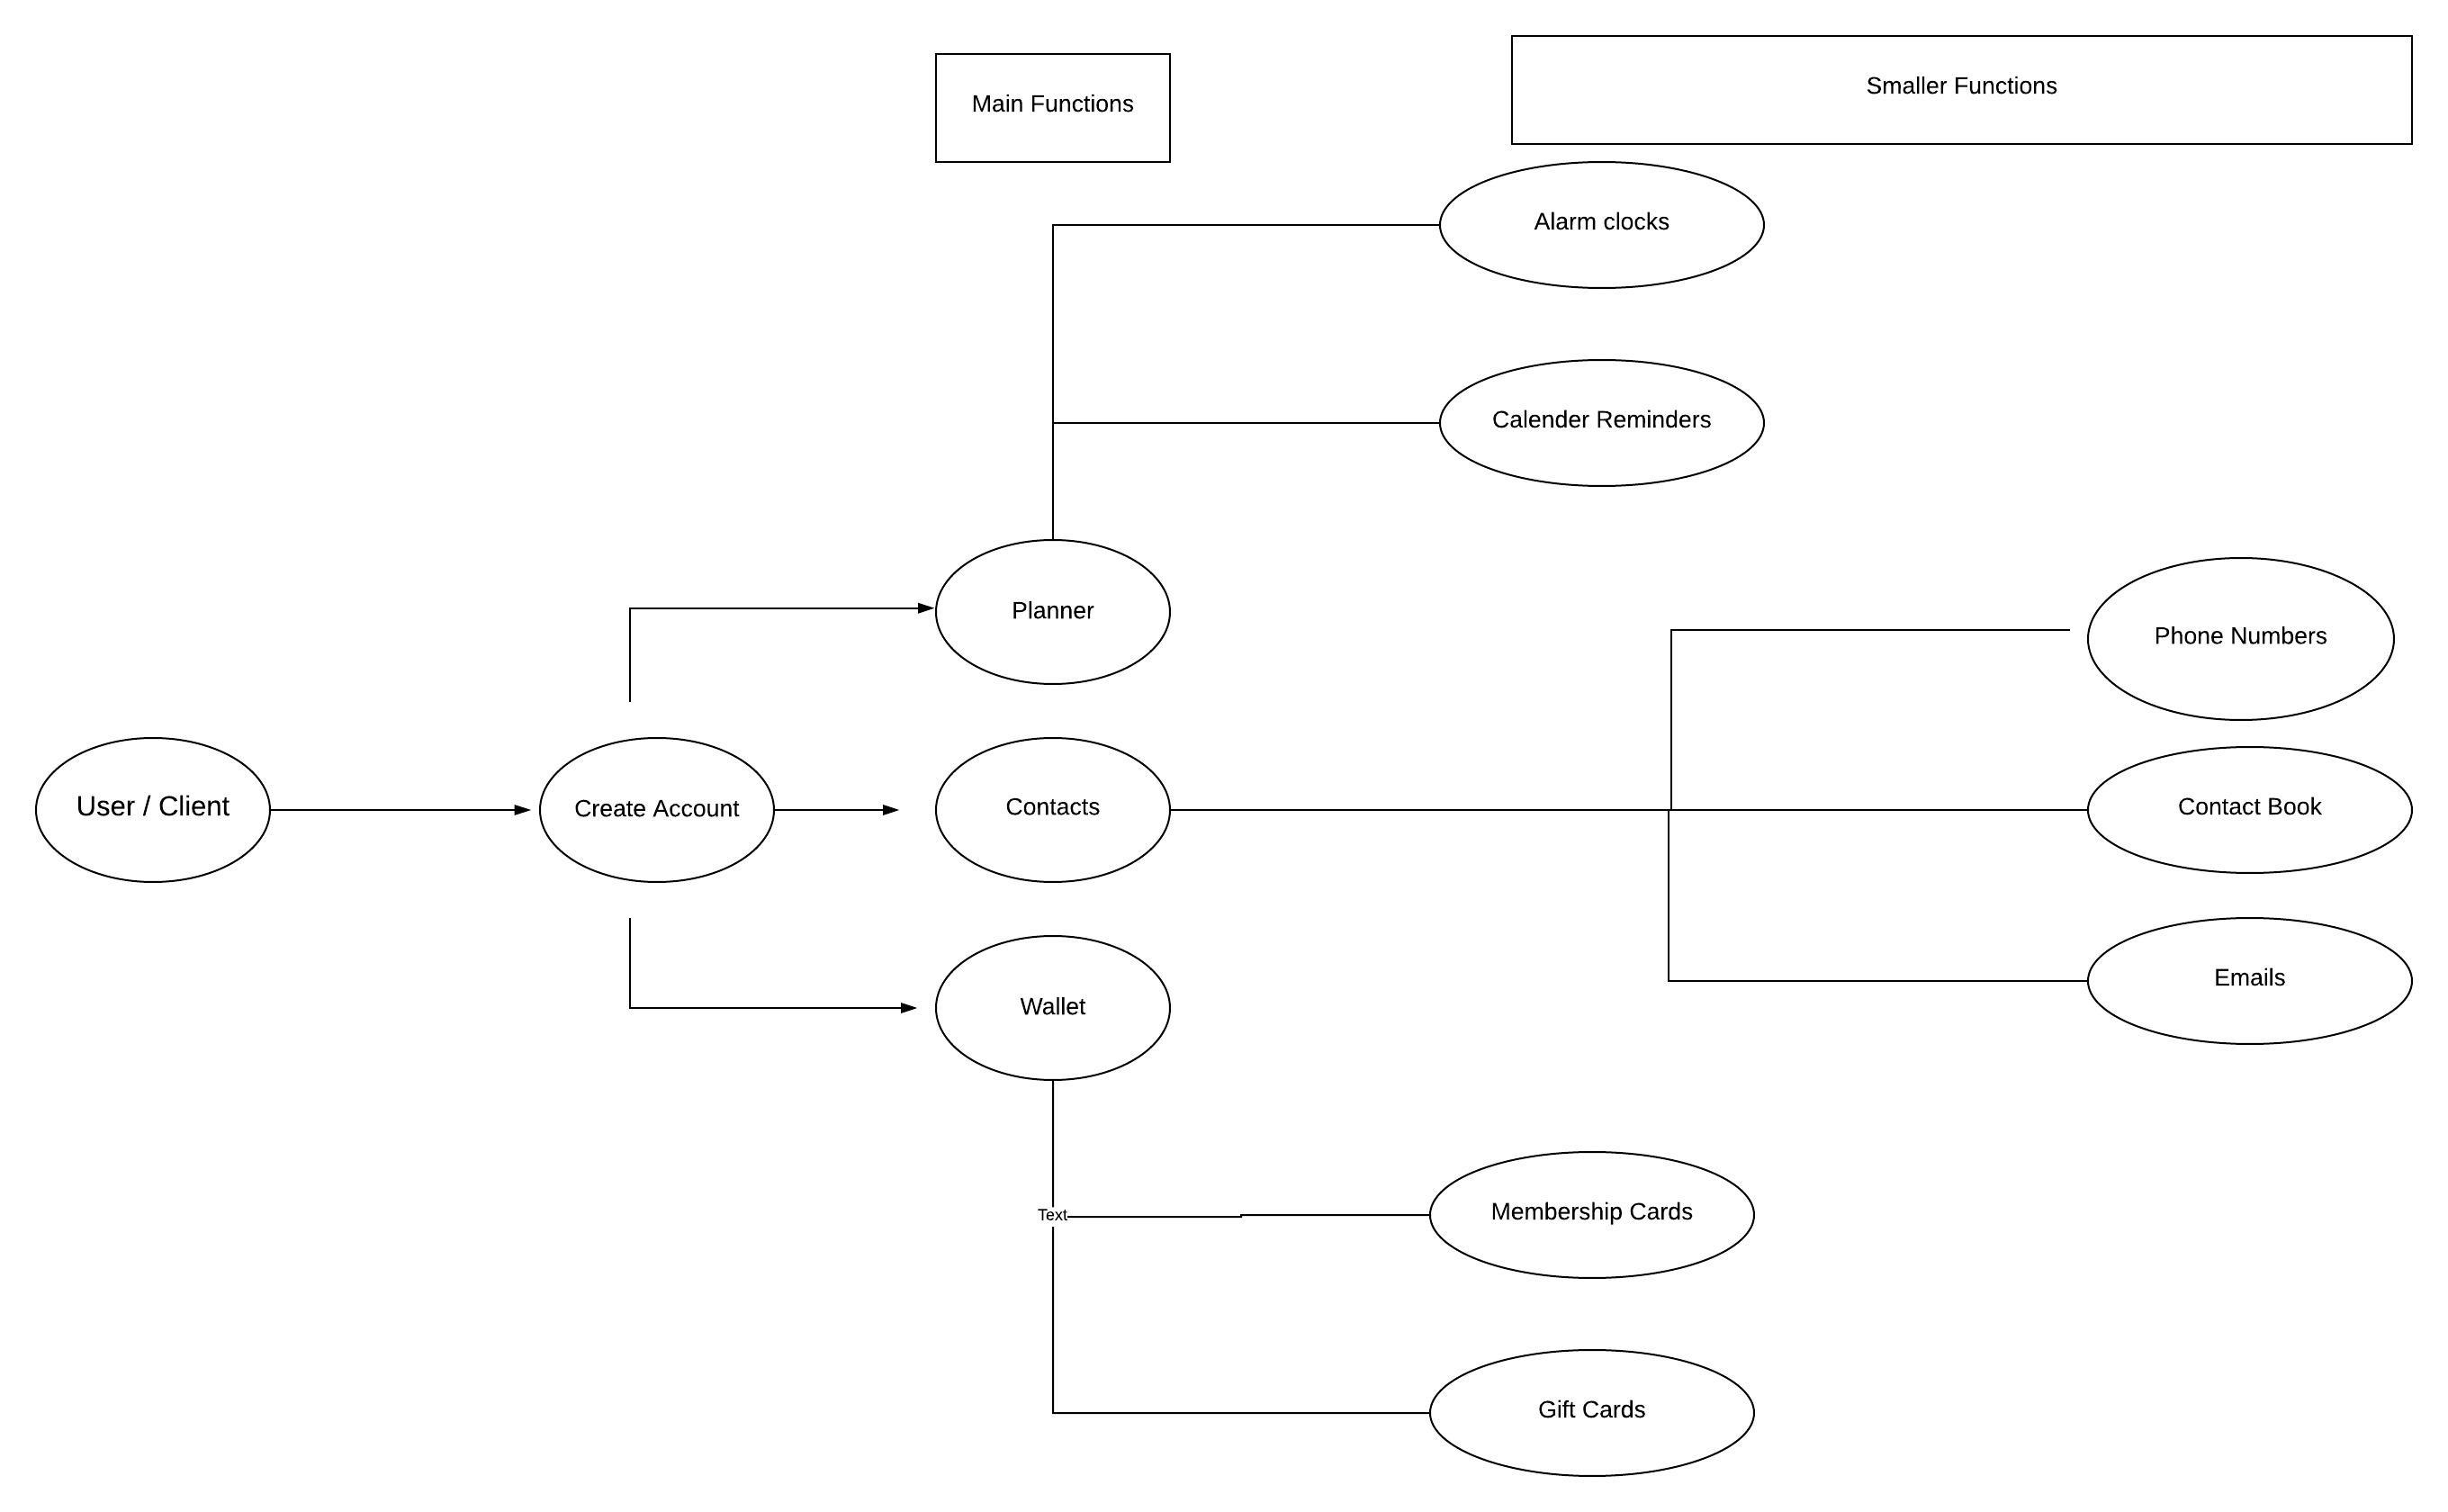 Main Functions
Smaller Functions
Alarm clocks
Calender Reminders
Planner
Phone Numbers
User / Client
Create Account
Contacts
Contact Book
Emails
Wallet
Text
Membership Cards
Gift Cards